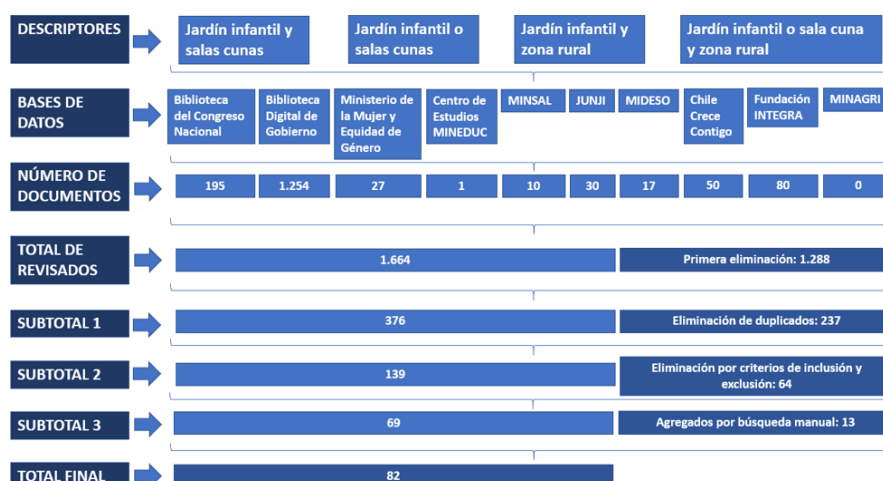 DESCRIPTORES
Jardín infantil y
salas cunas
Jardín infantil o
salas cunas
Jardín infantil y
zona rural
Jardín infantil o sala cuna
y zona rural
BASES DE
DATOS
Biblioteca
del Congreso
Nacional
Biblioteca
Digital de
Gobierno
Ministerio de
la Mujer y
Equidad de
Género
Centro de
Estudios
MINEDUC
MINSAL
JUNJI
MIDESO
Chile
Crece
Contigo
Fundación
INTEGRA
MINAGRI
NÚMERO DE
DOCUMENTOS
195
1.254
27
1
10
30
17
50
80
0
TOTAL DE
REVISADOS
1.664
Primera eliminación: 1.288
SUBTOTAL 1
376
Eliminación de duplicados: 237
SUBTOTAL 2
139
Eliminación por criterios de inclusión y
exclusión: 64
SUBTOTAL 3
69
Agregados por búsqueda manual: 13
TOTAL FINAL
82